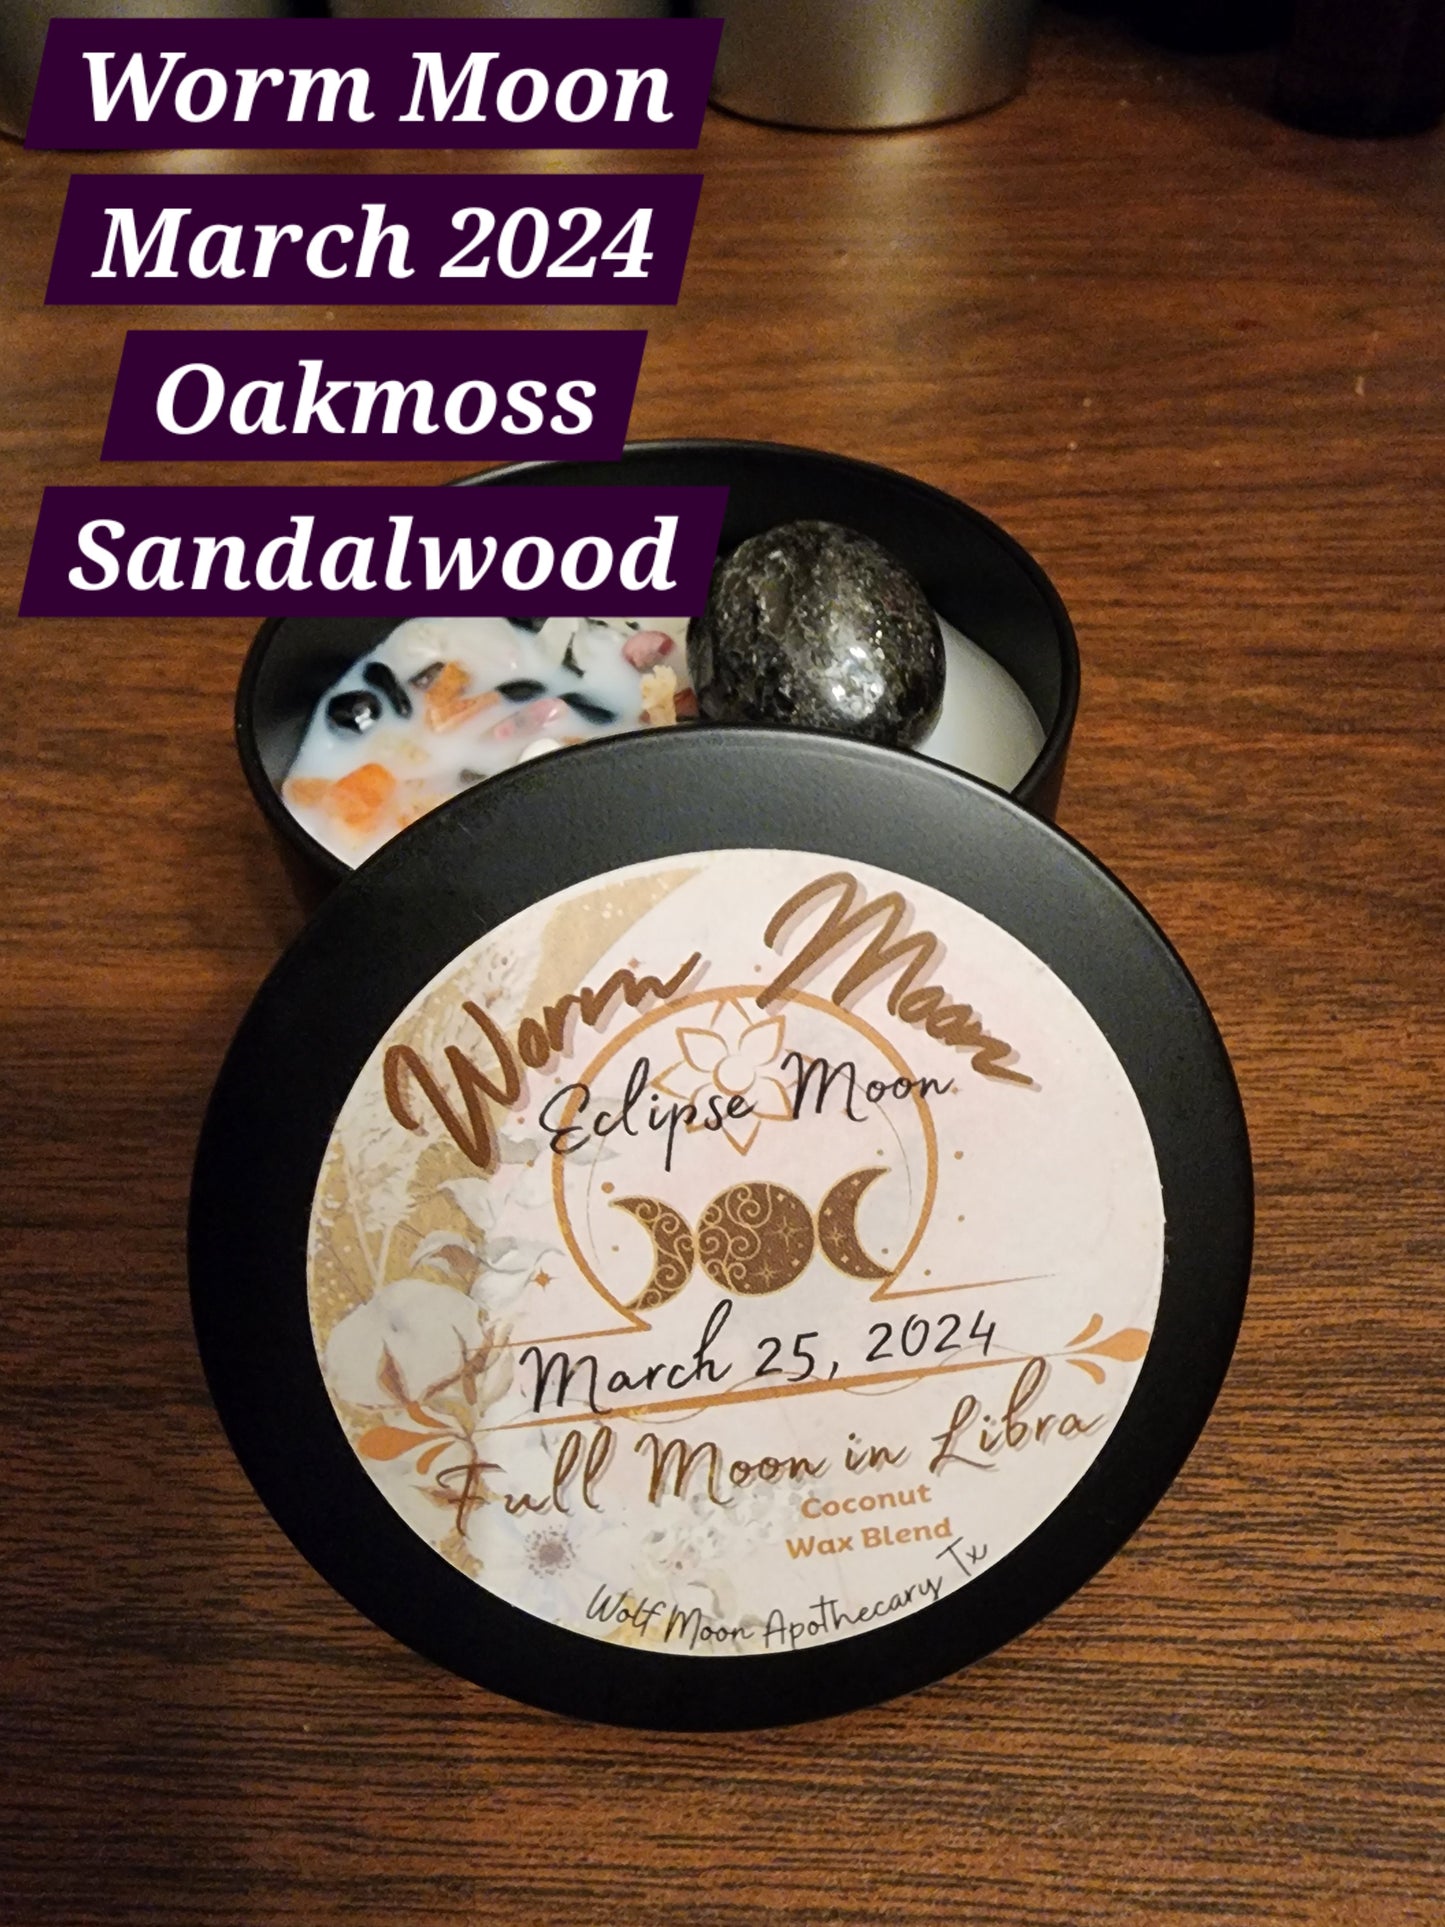 Worm Moon
March 2024
Oakmoss
Sandalwood
Worm Moon
Eclipse Moon
March 25, 2024
Full Moon in Libra
Coconut
Wax Blend
Wolf Moon Apothecary Tx